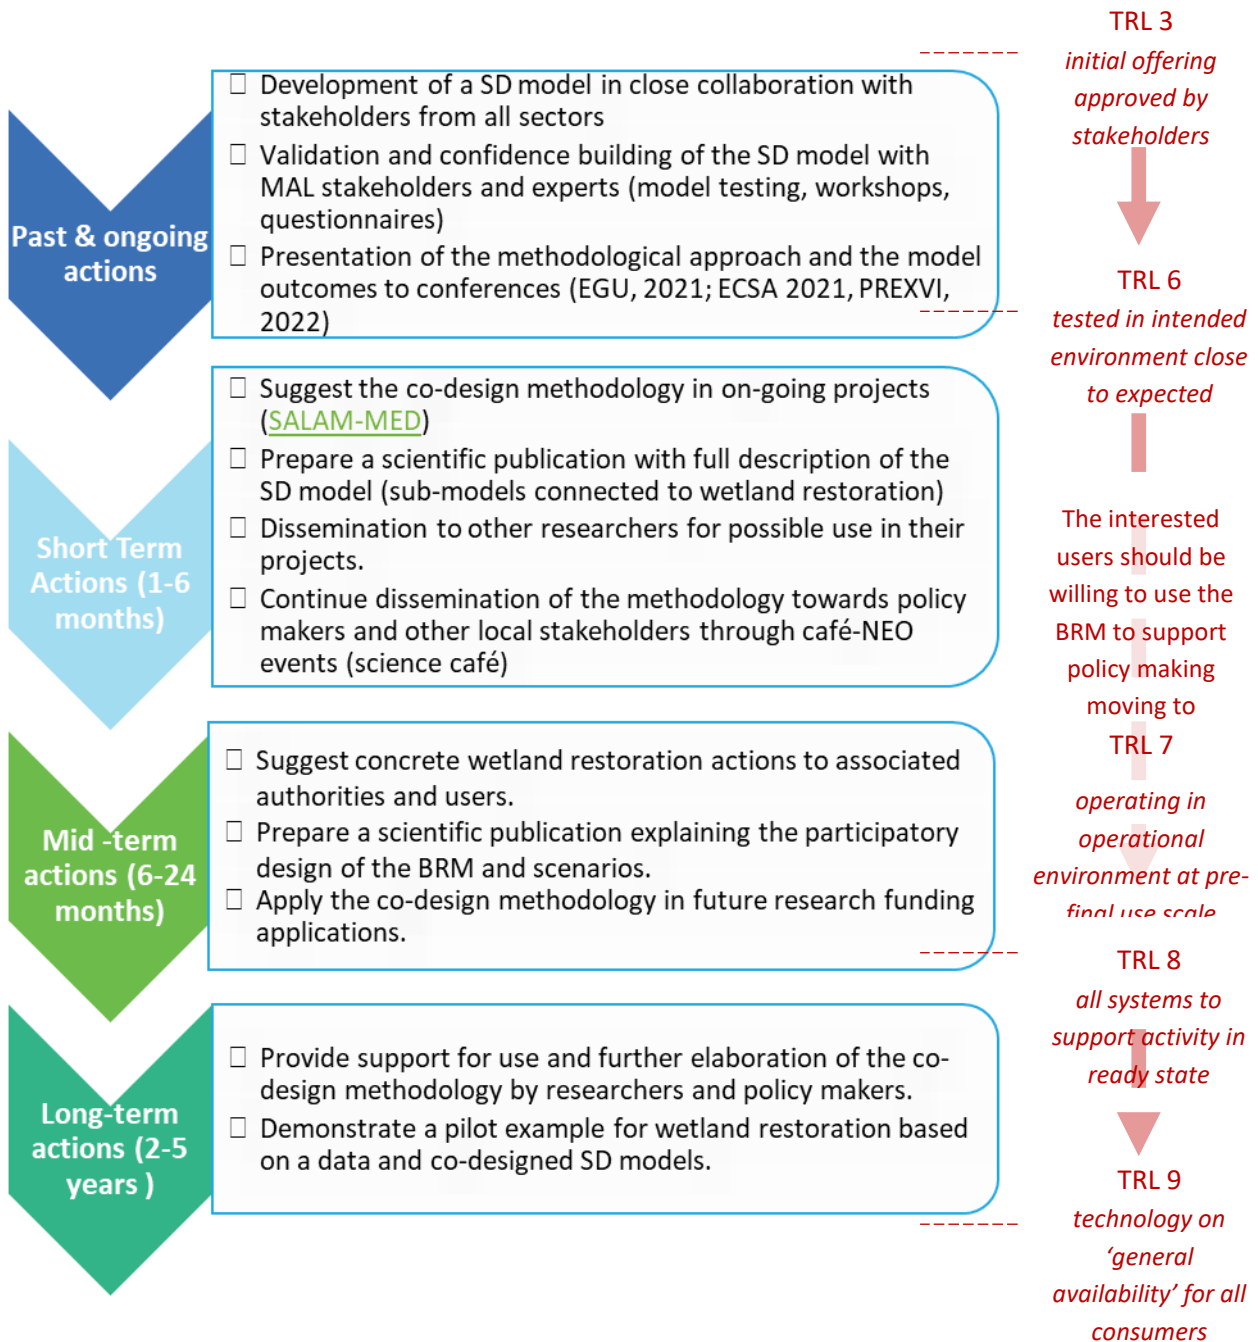 Past & ongoing
actions
☐ Development of a SD model in close collaboration with
stakeholders from all sectors
☐ Validation and confidence building of the SD model with
MAL stakeholders and experts (model testing, workshops,
questionnaires)
☐ Presentation of the methodological approach and the model
outcomes to conferences (EGU, 2021; ECSA 2021, PREXVI,
2022)
Short Term
Actions (1-6
months)
☐ Suggest the co-design methodology in on-going projects
(SALAM-MED)
☐ Prepare a scientific publication with full description of the
SD model (sub-models connected to wetland restoration)
☐ Dissemination to other researchers for possible use in their
projects.
☐ Continue dissemination of the methodology towards policy
makers and other local stakeholders through café-NEO
events (science café)
Mid -term
actions (6-24
months)
☐ Suggest concrete wetland restoration actions to associated
authorities and users.
☐ Prepare a scientific publication explaining the participatory
design of the BRM and scenarios.
☐ Apply the co-design methodology in future research funding
applications.
Long-term
actions (2-5
years )
☐ Provide support for use and further elaboration of the co-
design methodology by researchers and policy makers.
☐ Demonstrate a pilot example for wetland restoration based
on a data and co-designed SD models.
TRL 3
initial offering
approved by
stakeholders
TRL 6
tested in intended
environment close
to expected
The interested
users should be
willing to use the
BRM to support
policy making
moving to
TRL 7
operating in
operational
environment at pre-
final use scale
TRL 8
all systems to
support activity in
ready state
TRL 9
technology on
‘general
availability’ for all
consumers